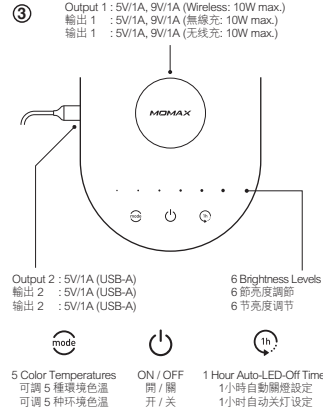 ③
Output 1 : 5V/1A, 9V/1A (Wireless: 10W max.)
輸出 1 : 5V/1A, 9V/1A (無線充: 10W max.)
输出 1 : 5V/1A, 9V/1A (无线充: 10W max.)
MOMAX
mode
1h
Output 2 : 5V/1A (USB-A)
輸出 2 : 5V/1A (USB-A)
输出 2 : 5V/1A (USB-A)
6 Brightness Levels
6 節亮度調節
6 节亮度调节
mode
1h
5 Color Temperatures
可調 5 種環境色溫
可调 5 种环境色温
ON / OFF
開 / 關
开 / 关
1 Hour Auto-LED-Off Time
1小時自動關燈設定
1小时自动关灯设定